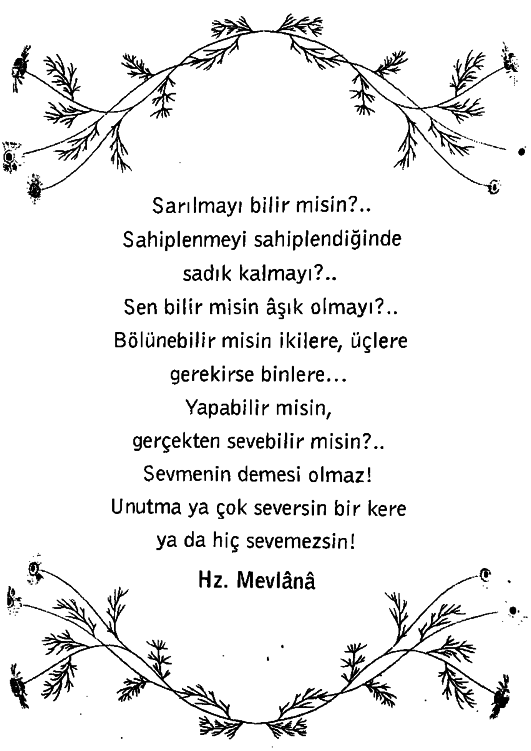 Sarılmayı bilir misin?..
Sahiplenmeyi sahiplendiğinde
sadık kalmayı?..
Sen bilir misin âşık olmayı?..
Bölünebilir misin ikilere, üçlere
gerekirse binlere...
Yapabilir misin,
gerçekten sevebilir misin?..
Sevmenin demesi olmaz!
Unutma ya çok seversin bir kere
ya da hiç sevemezsin!
Hz. Mevlânâ